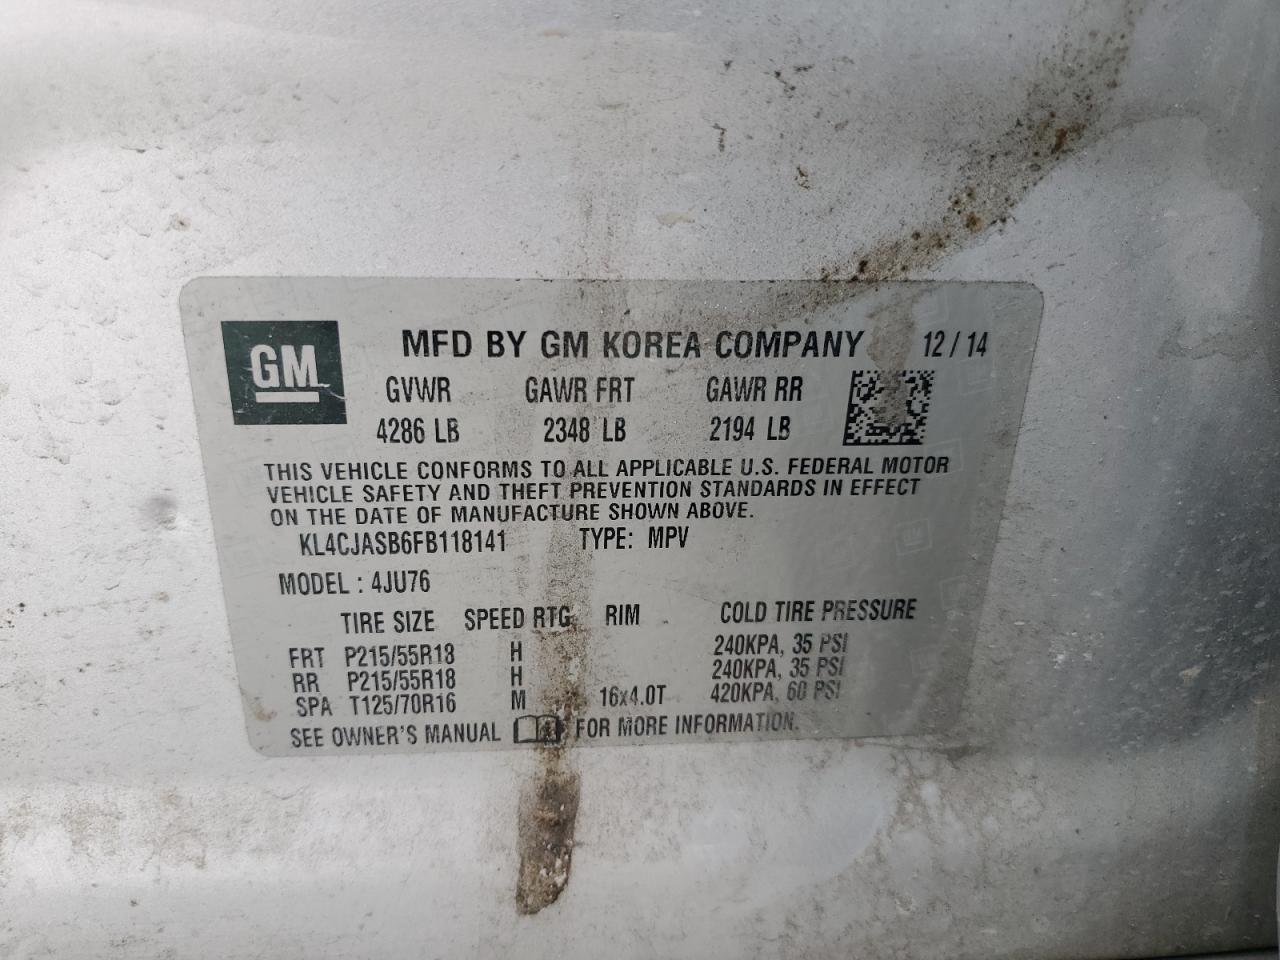 GM
MFD BY GM KOREA COMPANY 12 / 14
GVWR GAWR FRT GAWR RR
4286 LB 2348 LB 2194 LB
THIS VEHICLE CONFORMS TO ALL APPLICABLE U.S. FEDERAL MOTOR
VEHICLE SAFETY AND THEFT PREVENTION STANDARDS IN EFFECT
ON THE DATE OF MANUFACTURE SHOWN ABOVE.
KL4CJASB6FB118141 TYPE: MPV
MODEL : 4JU76
TIRE SIZE SPEED RTG RIM COLD TIRE PRESSURE
FRT P215/55R18 H 240KPA, 35 PSI
RR P215/55R18 H 240KPA, 35 PSI
SPA T125/70R16 M 16x4.0T 420KPA, 60 PSI
SEE OWNER'S MANUAL FOR MORE INFORMATION.